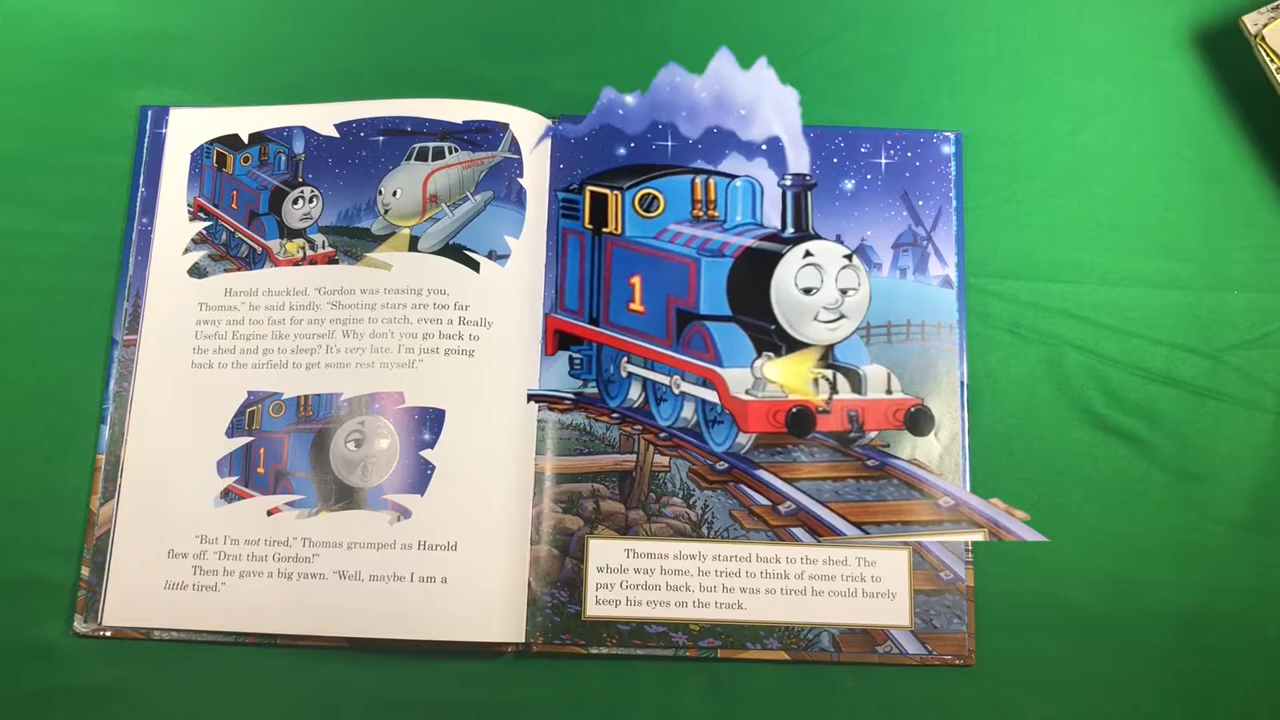 1
HAROLD
Harold chuckled. “Gordon was teasing you,
Thomas,” he said kindly. “Shooting stars are too far
away and too fast for any engine to catch, even a Really
Useful Engine like yourself. Why don’t you go back to
the shed and go to sleep? It’s very late. I’m just going
back to the airfield to get some rest myself.”
1
“But I’m not tired,” Thomas grumped as Harold
flew off. “Drat that Gordon!”
Then he gave a big yawn. “Well, maybe I am a
little tired.”
1
Thomas slowly started back to the shed. The
whole way home, he tried to think of some trick to
pay Gordon back, but he was so tired he could barely
keep his eyes on the track.